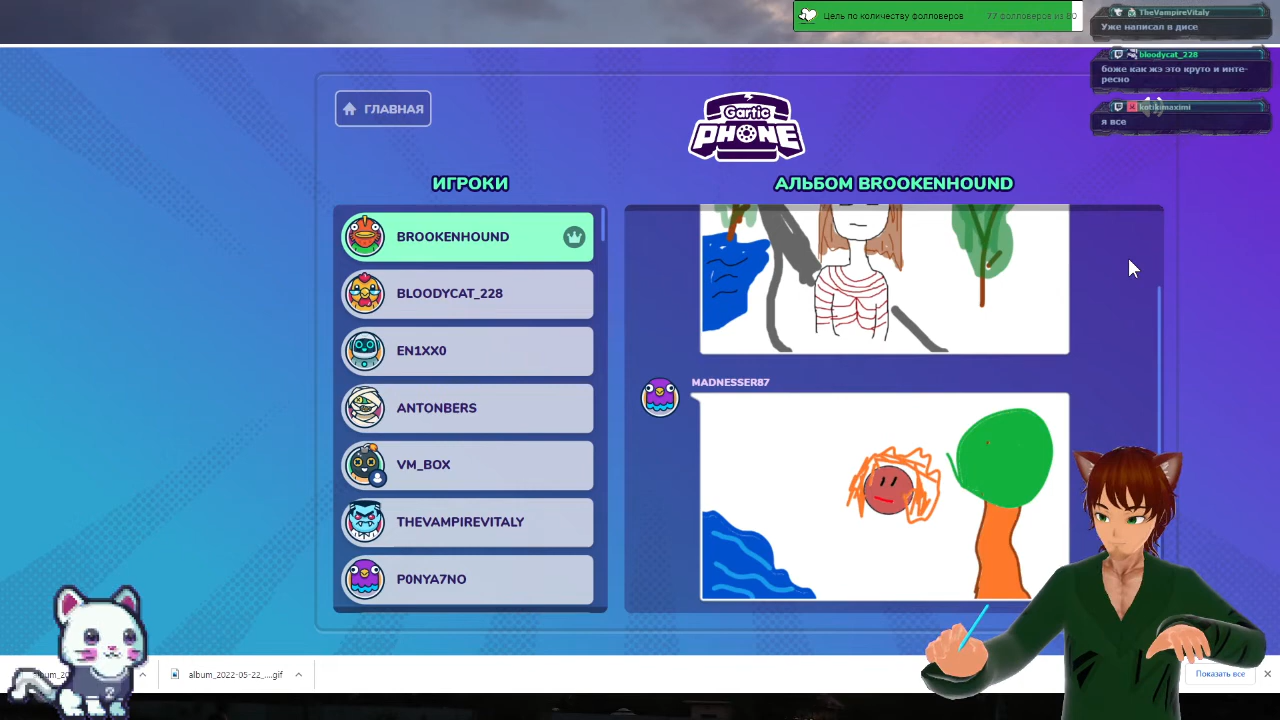 Цель по количеству фолловеров 77 фолловеров из 80
TheVampireVitaly
Уже написал в дисе
bloodycat_228
боже как жэ это круто и инте-
ресно
kotikimaximi
я все
ГЛАВНАЯ
Gartic
PHONE
ИГРОКИ
АЛЬБОМ BROOKENHOUND
BROOKENHOUND
BLOODYCAT_228
EN1XX0
ANTONBERS
VM_BOX
THEVAMPIREVITALY
P0NYA7NO
MADNESSER87
album_2022-05-22_....gif
Показать все